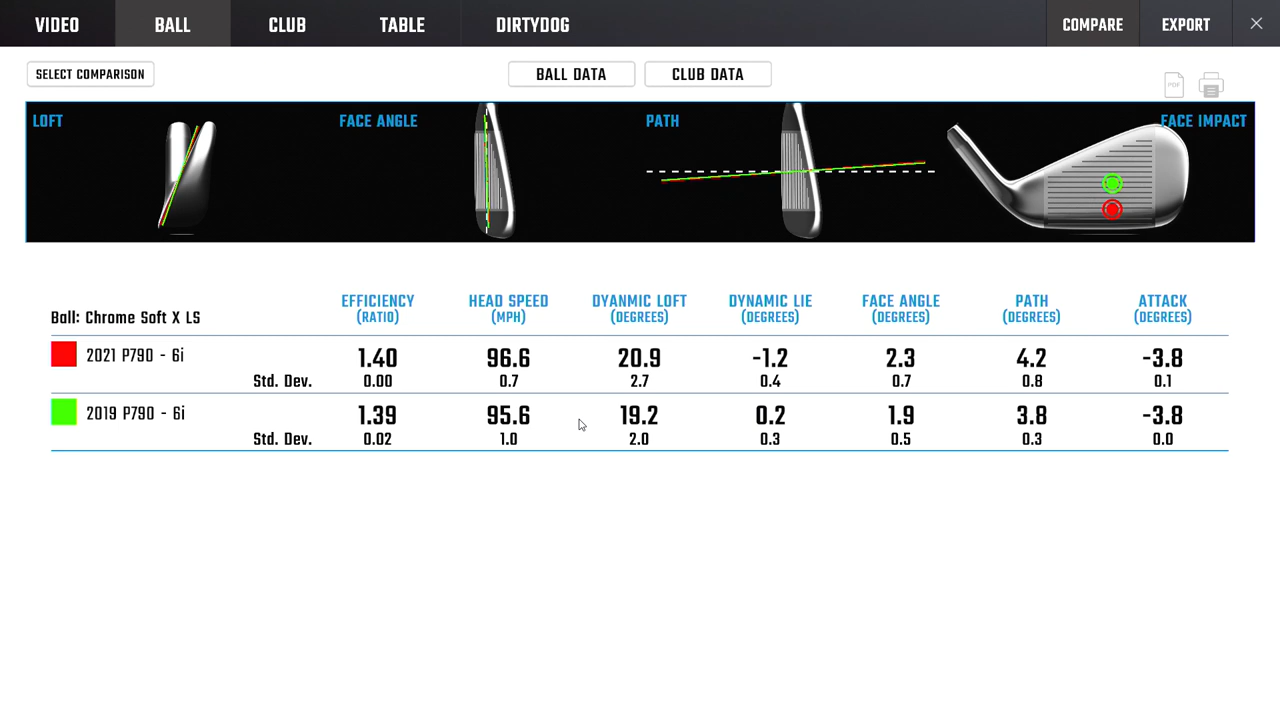 VIDEO BALL CLUB TABLE DIRTYDOG COMPARE EXPORT
SELECT COMPARISON BALL DATA CLUB DATA
PDF
LOFT FACE ANGLE PATH FACE IMPACT
EFFICIENCY HEAD SPEED DYANMIC LOFT DYNAMIC LIE FACE ANGLE PATH ATTACK
Ball: Chrome Soft X LS (RATIO) (MPH) (DEGREES) (DEGREES) (DEGREES) (DEGREES) (DEGREES)
2021 P790 - 6i 1.40 96.6 20.9 -1.2 2.3 4.2 -3.8
Std. Dev. 0.00 0.7 2.7 0.4 0.7 0.8 0.1
2019 P790 - 6i 1.39 95.6 19.2 0.2 1.9 3.8 -3.8
Std. Dev. 0.02 1.0 2.0 0.3 0.5 0.3 0.0